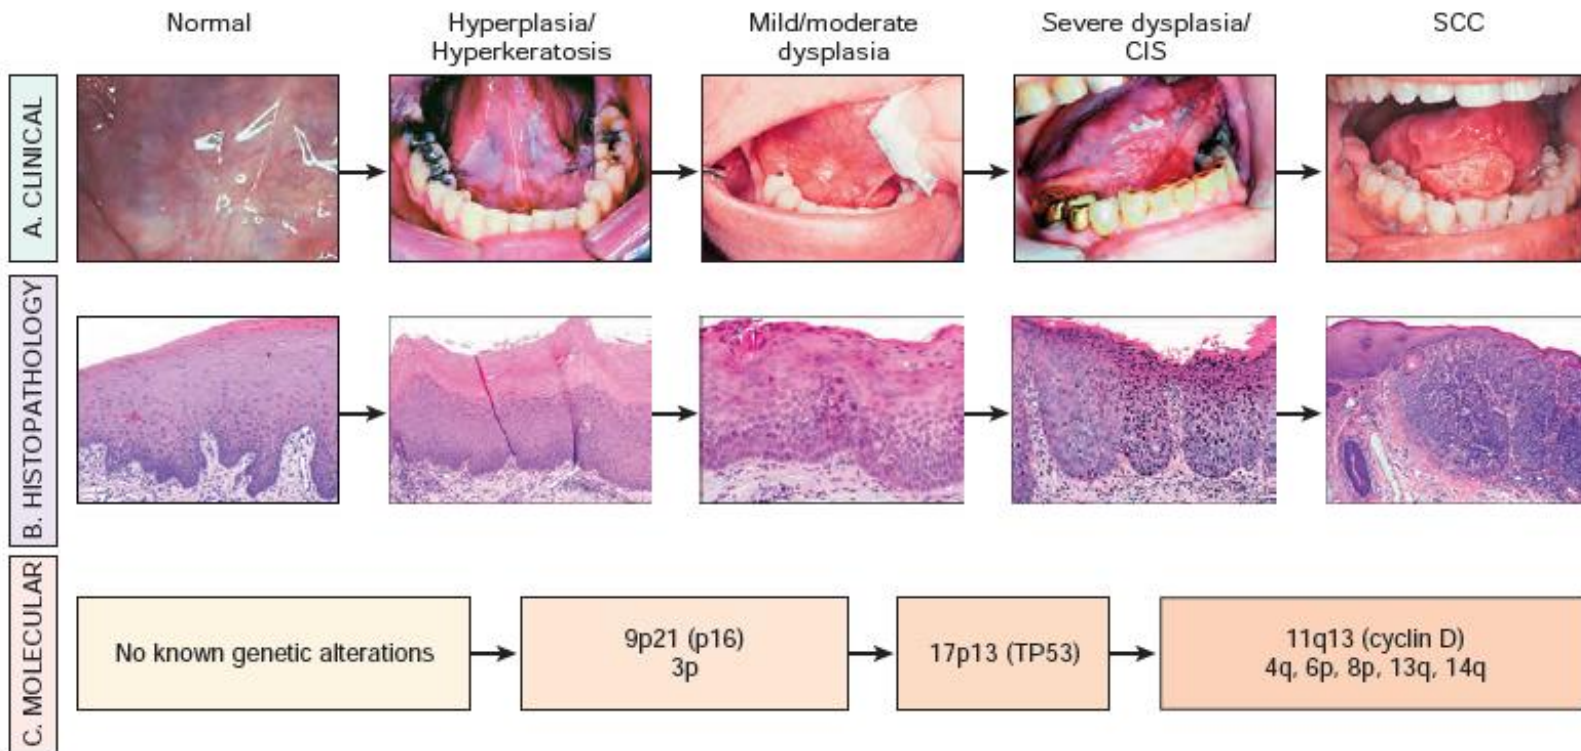 Normal
Hyperplasia/
Hyperkeratosis
Mild/moderate
dysplasia
Severe dysplasia/
CIS
SCC
A. CLINICAL
B. HISTOPATHOLOGY
C. MOLECULAR
No known genetic alterations
9p21 (p16)
3p
17p13 (TP53)
11q13 (cyclin D)
4q, 6p, 8p, 13q, 14q